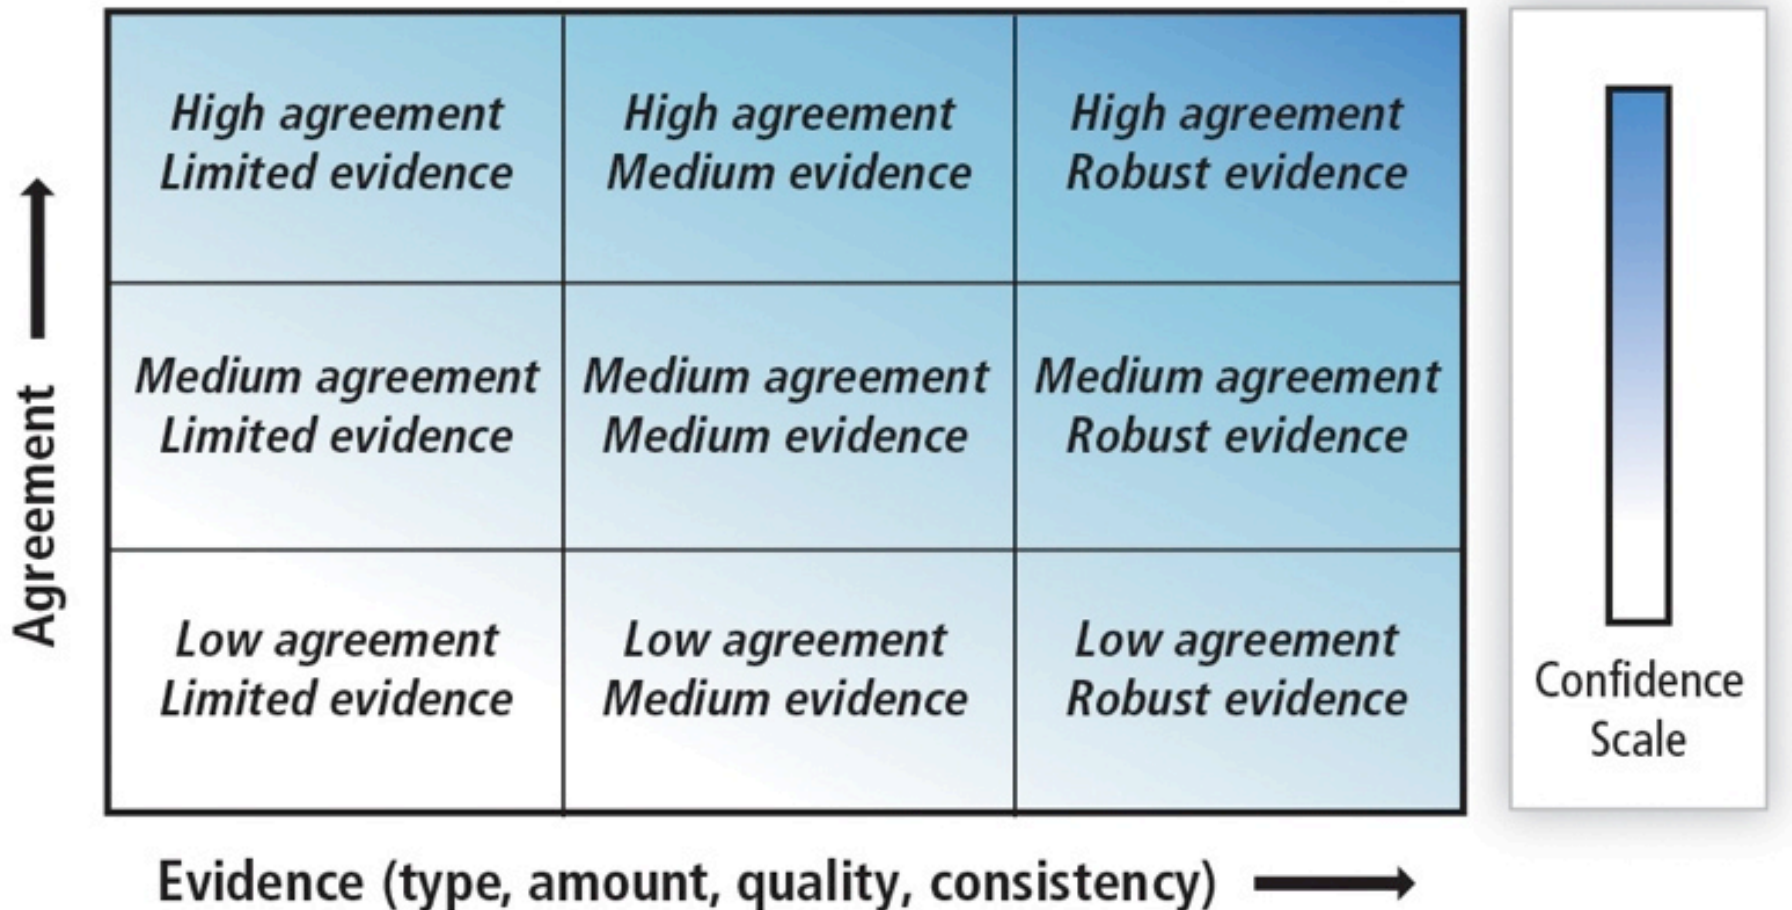 High agreement
Limited evidence
High agreement
Medium evidence
High agreement
Robust evidence
Medium agreement
Limited evidence
Medium agreement
Medium evidence
Medium agreement
Robust evidence
Low agreement
Limited evidence
Low agreement
Medium evidence
Low agreement
Robust evidence
Agreement
Evidence (type, amount, quality, consistency)
Confidence
Scale